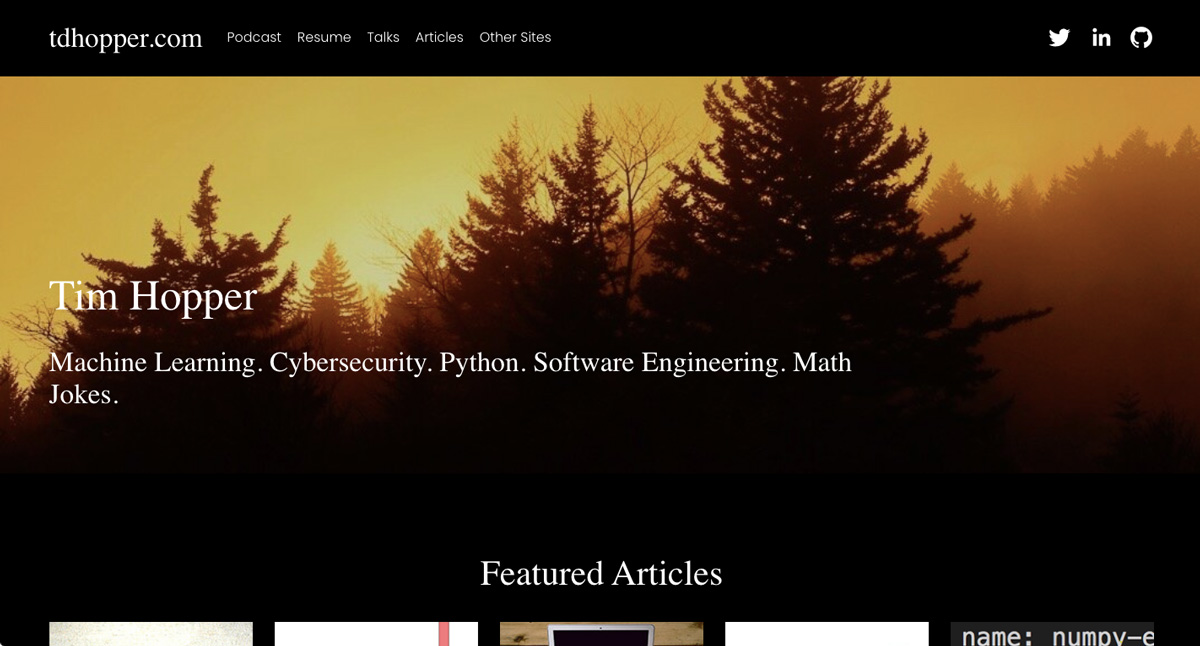 tdhopper.com Podcast Resume Talks Articles Other Sites
Tim Hopper
Machine Learning. Cybersecurity. Python. Software Engineering. Math
Jokes.
Featured Articles
name: numpy-e